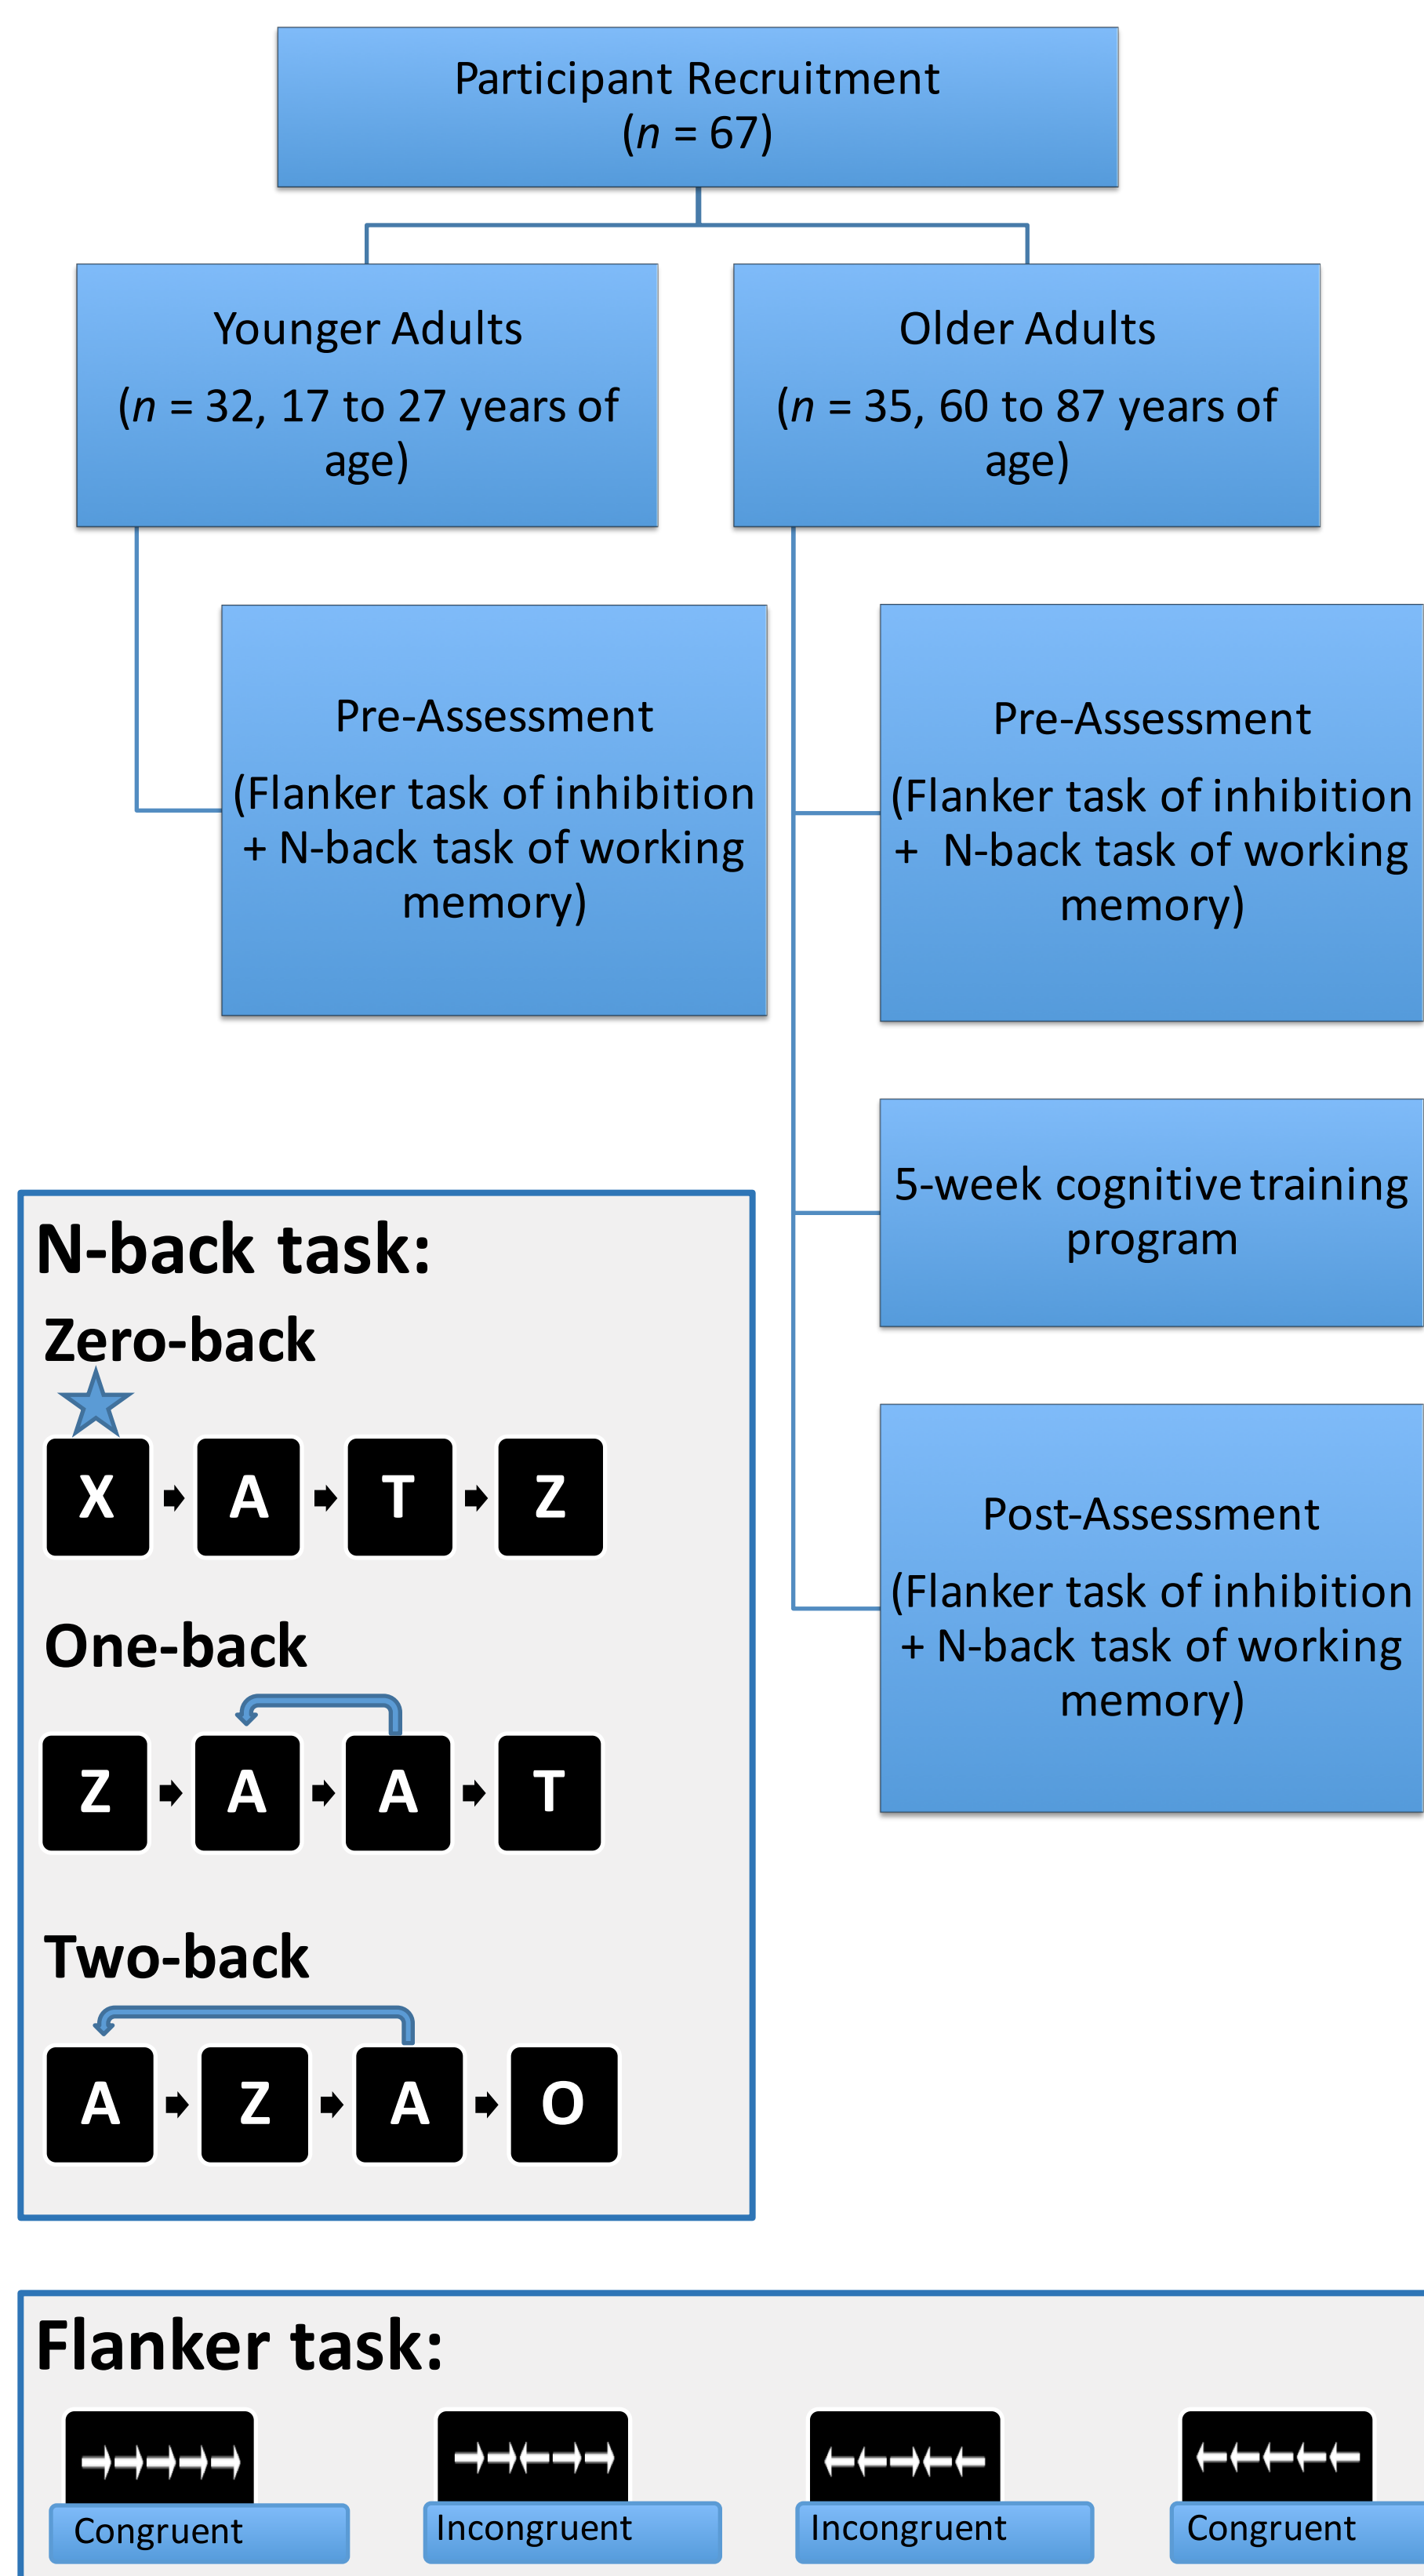 Participant Recruitment
(n = 67)
Younger Adults
(n = 32, 17 to 27 years of
age)
Older Adults
(n = 35, 60 to 87 years of
age)
Pre-Assessment
(Flanker task of inhibition
+ N-back task of working
memory)
Pre-Assessment
(Flanker task of inhibition
+ N-back task of working
memory)
5-week cognitive training
program
Post-Assessment
(Flanker task of inhibition
+ N-back task of working
memory)
N-back task:
Zero-back
X A T Z
One-back
Z A A T
Two-back
A Z A O
Flanker task:
Congruent
Incongruent
Incongruent
Congruent